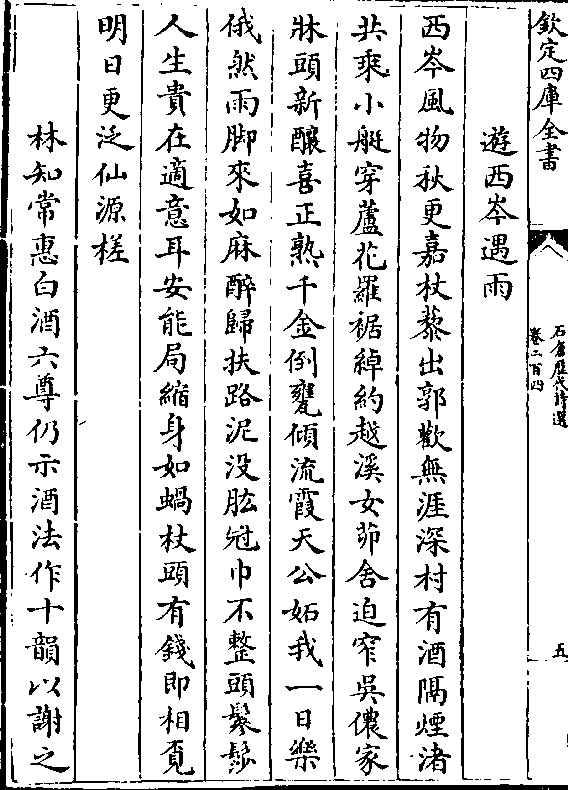 欽定四庫全書
石倉歴代詩選
卷二百四
五
遊西岑遇雨
西岑風物秋更嘉杖藜出郭歡無涯深村有酒隔煙渚
共乘小艇穿蘆花羅裾綽約越溪女茆舍迫窄吳儂家
牀頭新釀喜正熟千金倒甕傾流霞天公妬我一日樂
俄然雨脚來如麻醉歸扶路泥没肱冠巾不整頭鬖髿
人生貴在適意耳安能局縮身如蝸杖頭有錢即相覔
明日更泛仙源槎
林知常惠白酒六尊仍示酒法作十韻以謝之